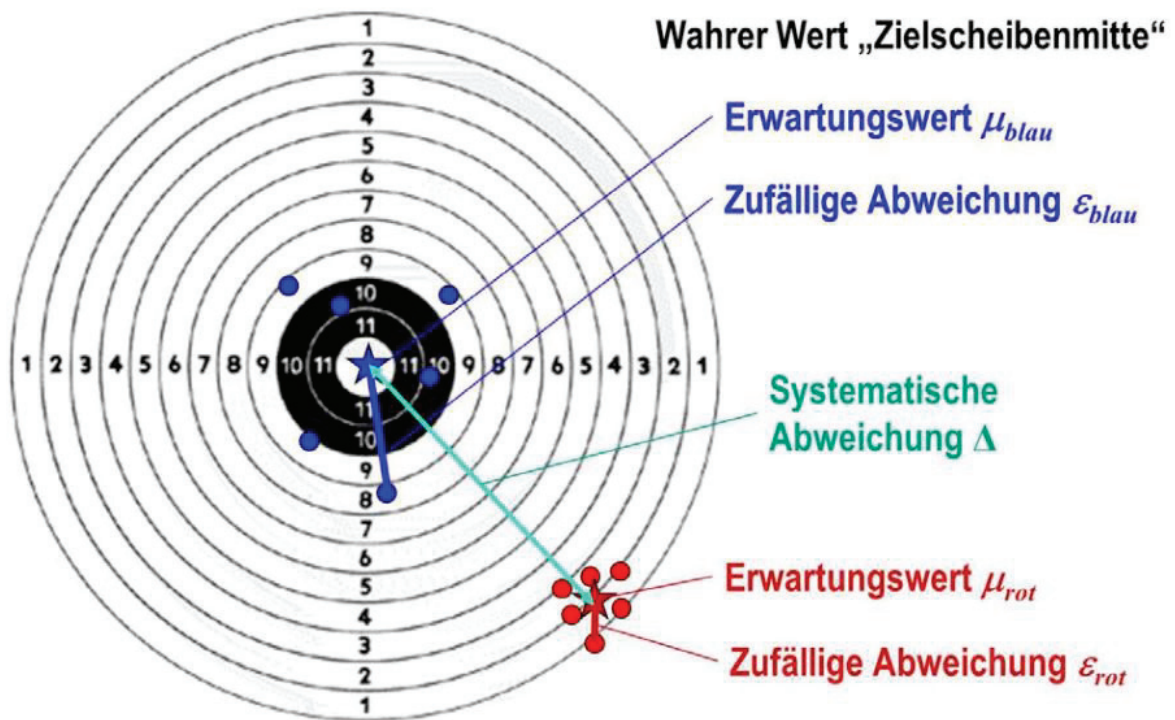 Wahrer Wert „Zielscheibenmitte“
Erwartungswert μblau
Zufällige Abweichung εblau
Systematische
Abweichung Δ
Erwartungswert μrot
Zufällige Abweichung εrot
1
2
3
4
5
6
7
8
9
10
11
1 2 3 4 5 6 7 8 9 10 11 11 10 9 8 7 6 5 4 3 2 1
11
10
9
8
7
6
5
4
3
2
1